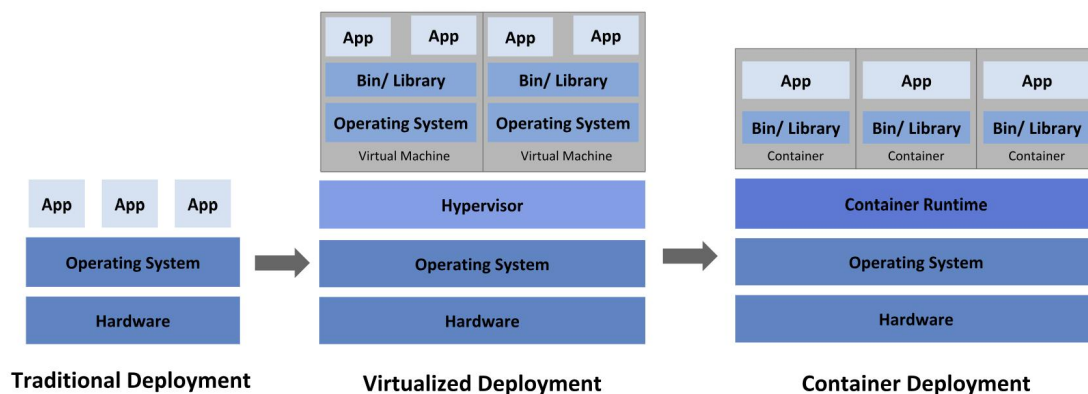 App
App
App
Operating System
Hardware
Traditional Deployment
App
App
Bin/ Library
Operating System
Virtual Machine
App
App
Bin/ Library
Operating System
Virtual Machine
Hypervisor
Operating System
Hardware
Virtualized Deployment
App
Bin/ Library
Container
App
Bin/ Library
Container
App
Bin/ Library
Container
Container Runtime
Operating System
Hardware
Container Deployment